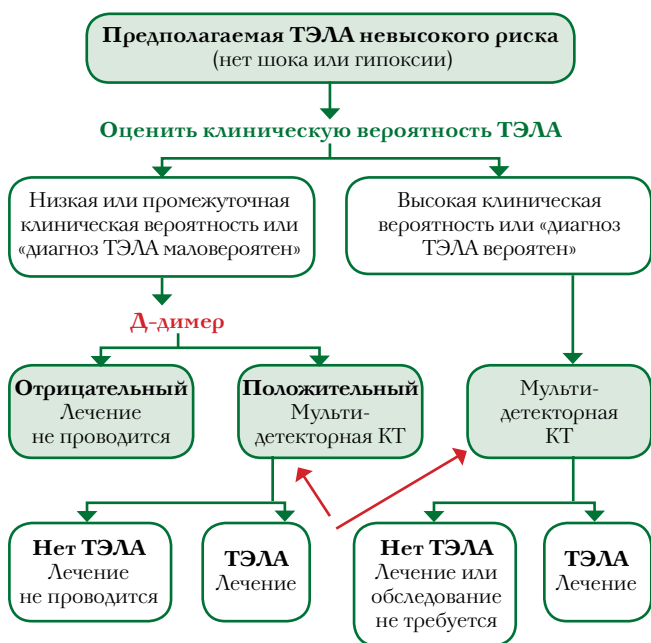 Предполагаемая ТЭЛА невысокого риска
(нет шока или гипоксии)
Оценить клиническую вероятность ТЭЛА
Низкая или промежуточная
клиническая вероятность или
«диагноз ТЭЛА маловероятен»
Высокая клиническая
вероятность или «диагноз
ТЭЛА вероятен»
Д-димер
Отрицательный
Лечение
не проводится
Положительный
Мульти-
детекторная КТ
Мульти-
детекторная
КТ
Нет ТЭЛА
Лечение
не проводится
ТЭЛА
Лечение
Нет ТЭЛА
Лечение или
обследование
не требуется
ТЭЛА
Лечение